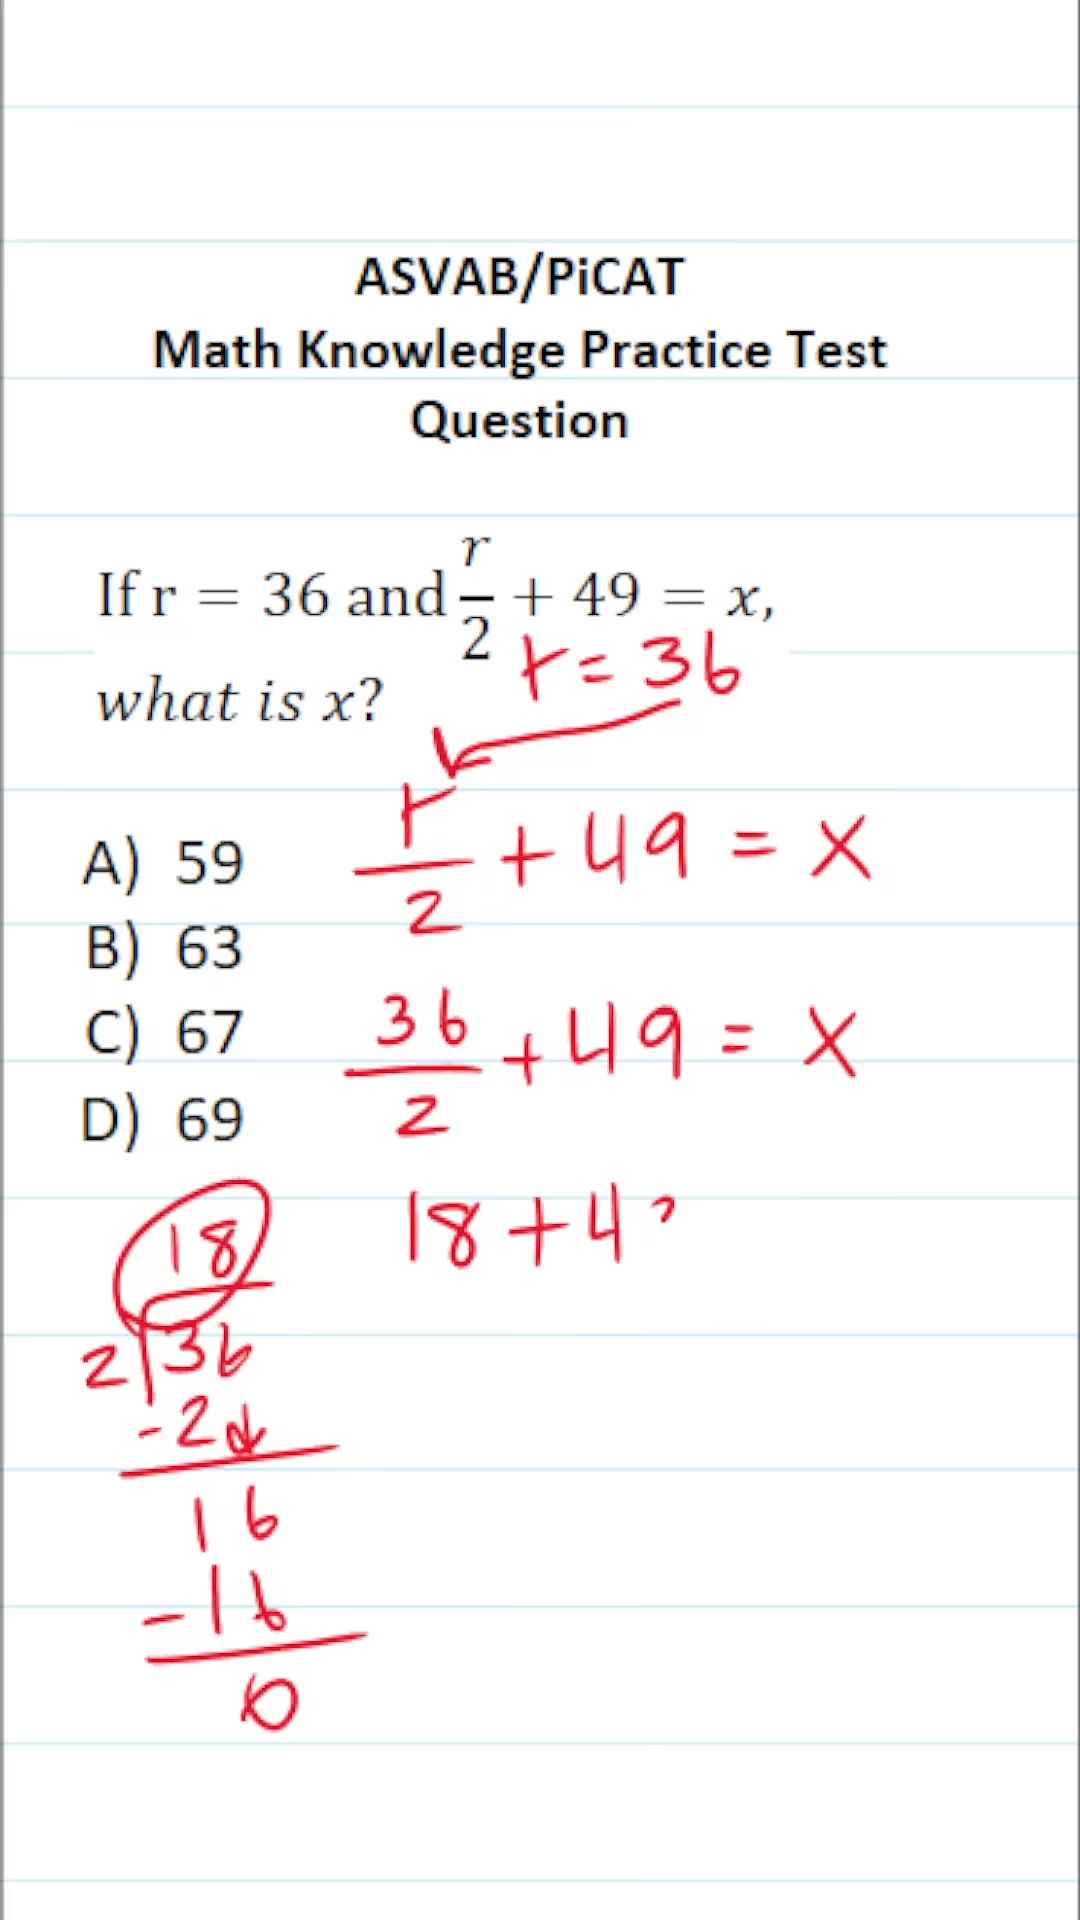 ASVAB/PiCAT
Math Knowledge Practice Test
Question
If r = 36 and r/2 + 49 = x,
what is x?
r = 36
A) 59
B) 63
C) 67
D) 69
r/2 + 49 = x
36/2 + 49 = x
18 + 4
18
2 36
-2
16
-16
0